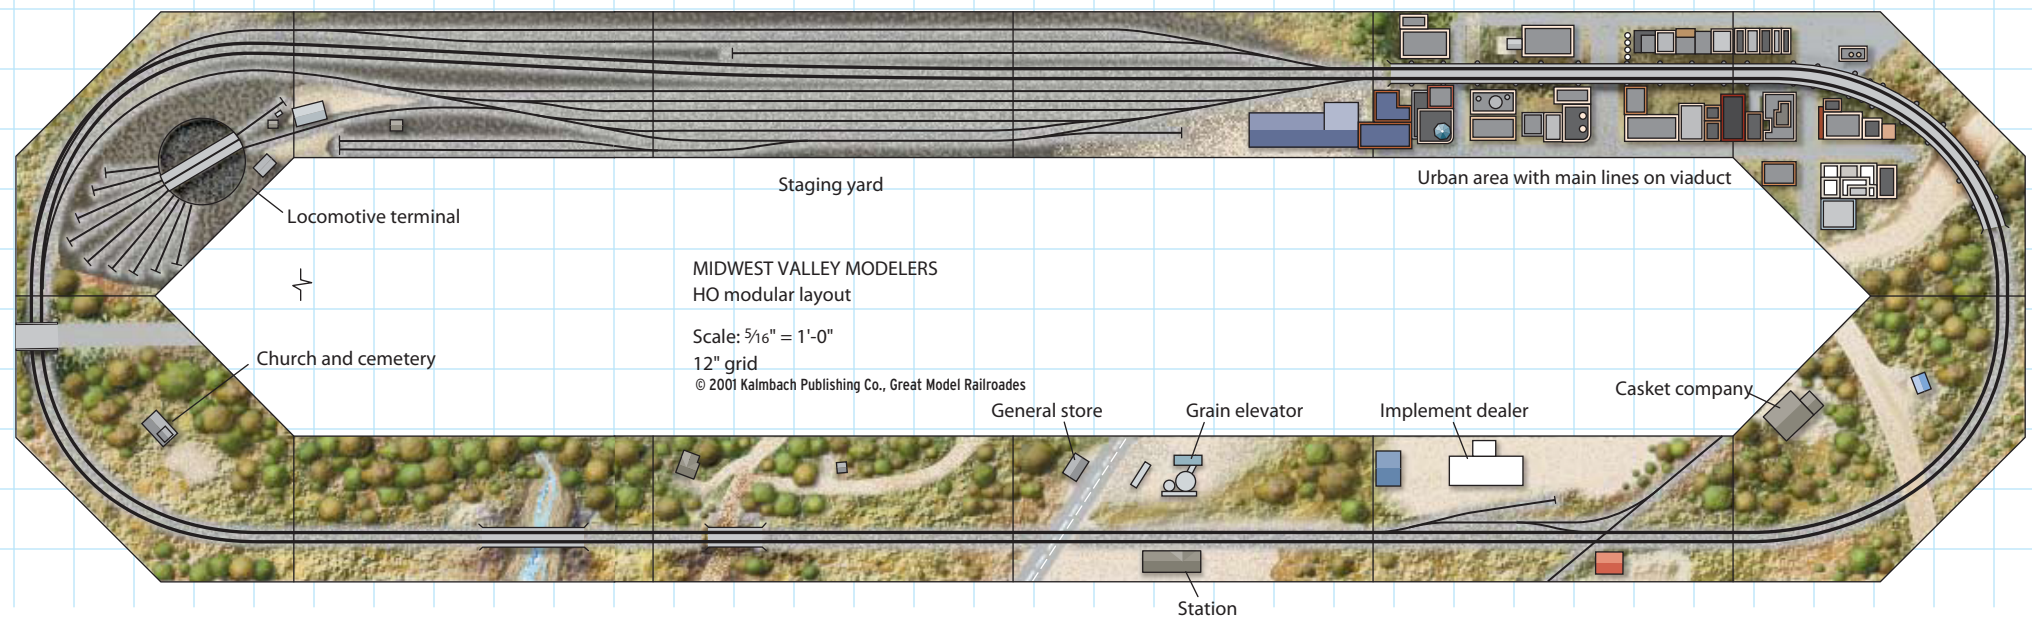 Staging yard
Urban area with main lines on viaduct
Locomotive terminal
MIDWEST VALLEY MODELERS
HO modular layout
Scale: 5/16" = 1'-0"
12" grid
© 2001 Kalmbach Publishing Co., Great Model Railroades
Church and cemetery
Casket company
General store
Grain elevator
Implement dealer
Station